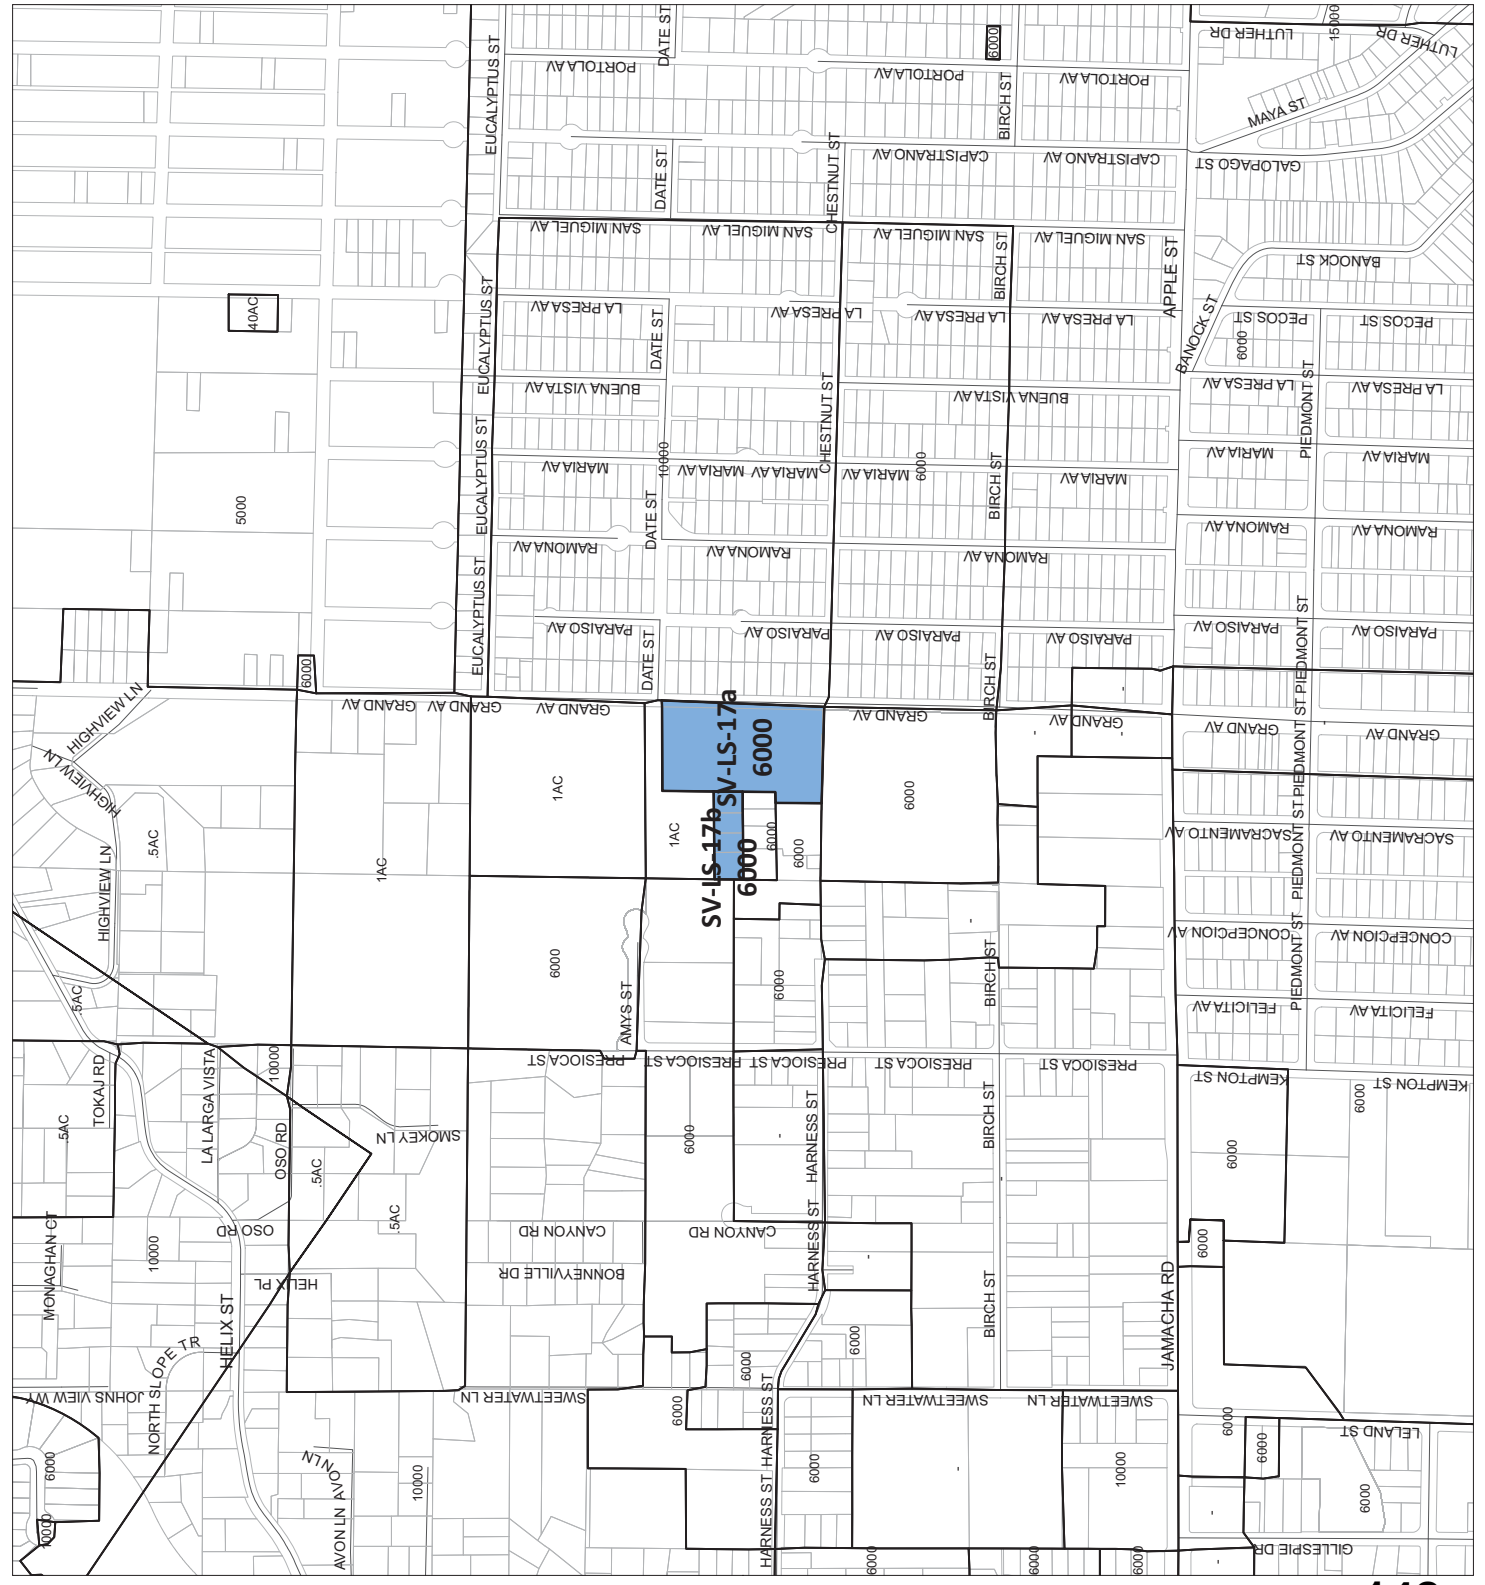 DATE ST
6000
LUTHER DR
15000
LUTHER DR
EUCALYPTUS ST
PORTOLA AV
PORTOLA AV
BIRCH ST
PORTOLA AV
MAYA ST
DATE ST
CHESTNUT ST
CAPISTRANO AV
CAPISTRANO AV
GALOPAGO ST
SAN MIGUEL AV
SAN MIGUEL AV
SAN MIGUEL AV
BIRCH ST
SAN MIGUEL AV
APPLE ST
BANOCK ST
40AC
EUCALYPTUS ST
LA PRESA AV
DATE ST
LA PRESA AV
LA PRESA AV
LA PRESA AV
BANOCK ST
6000
PECOS ST
PECOS ST
EUCALYPTUS ST
BUENA VISTA AV
CHESTNUT ST
BUENA VISTA AV
LA PRESA AV
PIEDMONT ST
LA PRESA AV
5000
MARIA AV
10000
MARIA AV
MARIA AV
MARIA AV
6000
BIRCH ST
MARIA AV
MARIA AV
MARIA AV
EUCALYPTUS ST
RAMONA AV
DATE ST
RAMONA AV
RAMONA AV
RAMONA AV
RAMONA AV
EUCALYPTUS ST
PARAISO AV
DATE ST
PARAISO AV
PARAISO AV
BIRCH ST
PARAISO AV
PARAISO AV
PIEDMONT ST
PARAISO AV
6000
HIGHVIEW LN
GRAND AV
GRAND AV
GRAND AV
SV-LS-17a
6000
GRAND AV
GRAND AV
GRAND AV
PIEDMONT ST
GRAND AV
HIGHVIEW LN
.5AC
1AC
1AC
1AC
SV-LS-17b
6000
6000
6000
6000
SACRAMENTO AV
PIEDMONT ST
SACRAMENTO AV
HIGHVIEW LN
.5AC
6000
AMYS ST
6000
BIRCH ST
CONCEPCION AV
PIEDMONT ST
CONCEPCION AV
FELICITA AV
FELICITA AV
TOKAJ RD
LA LARGA VISTA
10000
PRESIOCA ST
PRESIOCA ST
PRESIOCA ST
PRESIOCA ST
PRESIOCA ST
KEMPTON ST
KEMPTON ST
.5AC
OSO RD
.5AC
SMOKEY LN
6000
HARNESS ST
BIRCH ST
6000
6000
MONAGHAN CT
10000
OSO RD
.5AC
CANYON RD
CANYON RD
HARNESS ST
6000
HELIX PL
BONNEYVILLE DR
HELIX ST
BIRCH ST
JAMACHA RD
NORTH SLOPE TR
6000
6000
JOHNS VIEW WY
SWEETWATER LN
6000
HARNESS ST
SWEETWATER LN
SWEETWATER LN
6000
LELAND ST
6000
10000
AVON LN
AVON LN
10000
HARNESS ST
6000
10000
6000
6000
6000
6000
6000
GILLESPIE DR